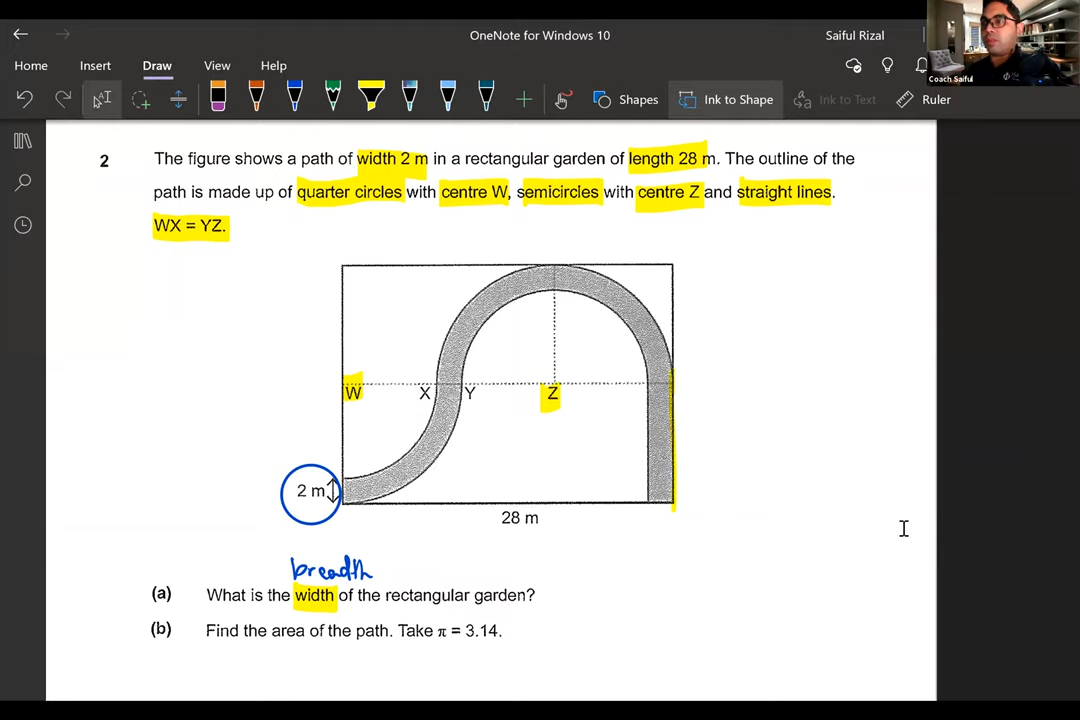 OneNote for Windows 10
Saiful Rizal
Home Insert Draw View Help
Coach Saiful
Shapes Ink to Shape Ink to Text Ruler
2 The figure shows a path of width 2 m in a rectangular garden of length 28 m. The outline of the
path is made up of quarter circles with centre W, semicircles with centre Z and straight lines.
WX = YZ.
W X Y Z
2 m
28 m
breadth
(a) What is the width of the rectangular garden?
(b) Find the area of the path. Take π = 3.14.